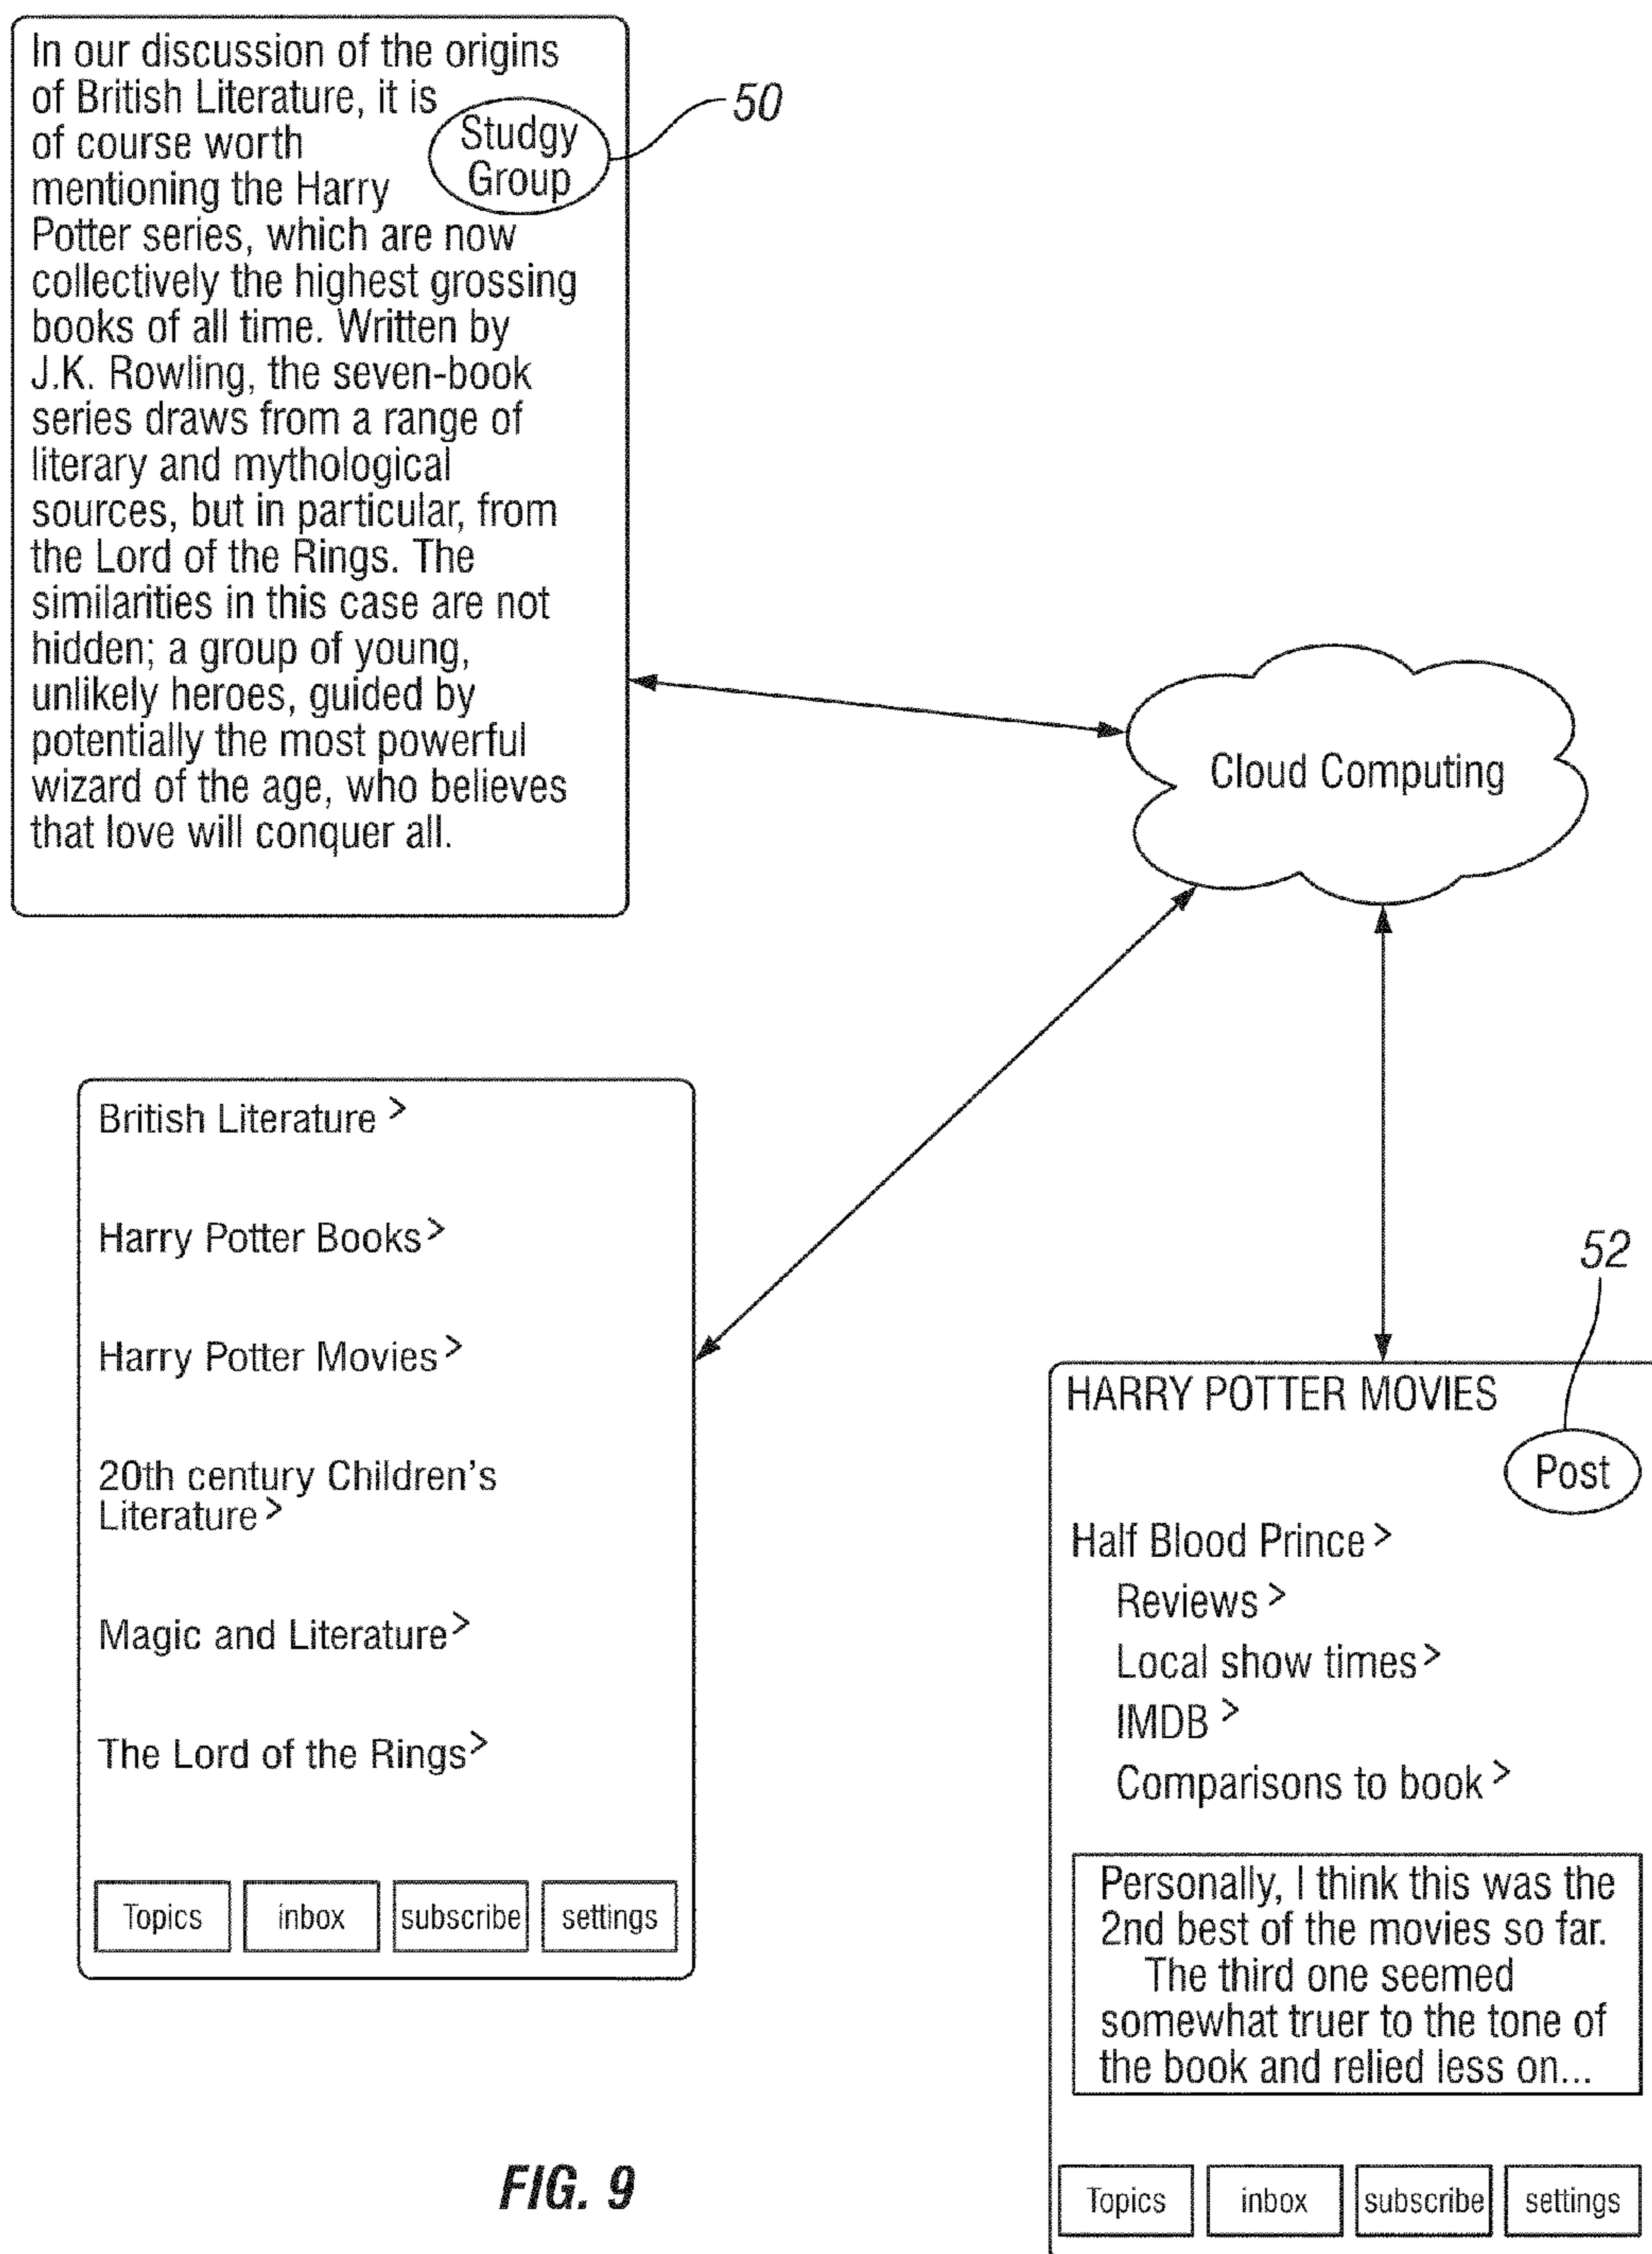 In our discussion of the origins
of British Literature, it is
of course worth
mentioning the Harry
Potter series, which are now
collectively the highest grossing
books of all time. Written by
J.K. Rowling, the seven-book
series draws from a range of
literary and mythological
sources, but in particular, from
the Lord of the Rings. The
similarities in this case are not
hidden; a group of young,
unlikely heroes, guided by
potentially the most powerful
wizard of the age, who believes
that love will conquer all.
Studgy
Group
50
Cloud Computing
British Literature >
Harry Potter Books >
Harry Potter Movies >
20th century Children's
Literature >
Magic and Literature >
The Lord of the Rings >
Topics inbox subscribe settings
52
HARRY POTTER MOVIES
Post
Half Blood Prince >
Reviews >
Local show times >
IMDB >
Comparisons to book >
Personally, I think this was the
2nd best of the movies so far.
The third one seemed
somewhat truer to the tone of
the book and relied less on...
Topics inbox subscribe settings
FIG. 9